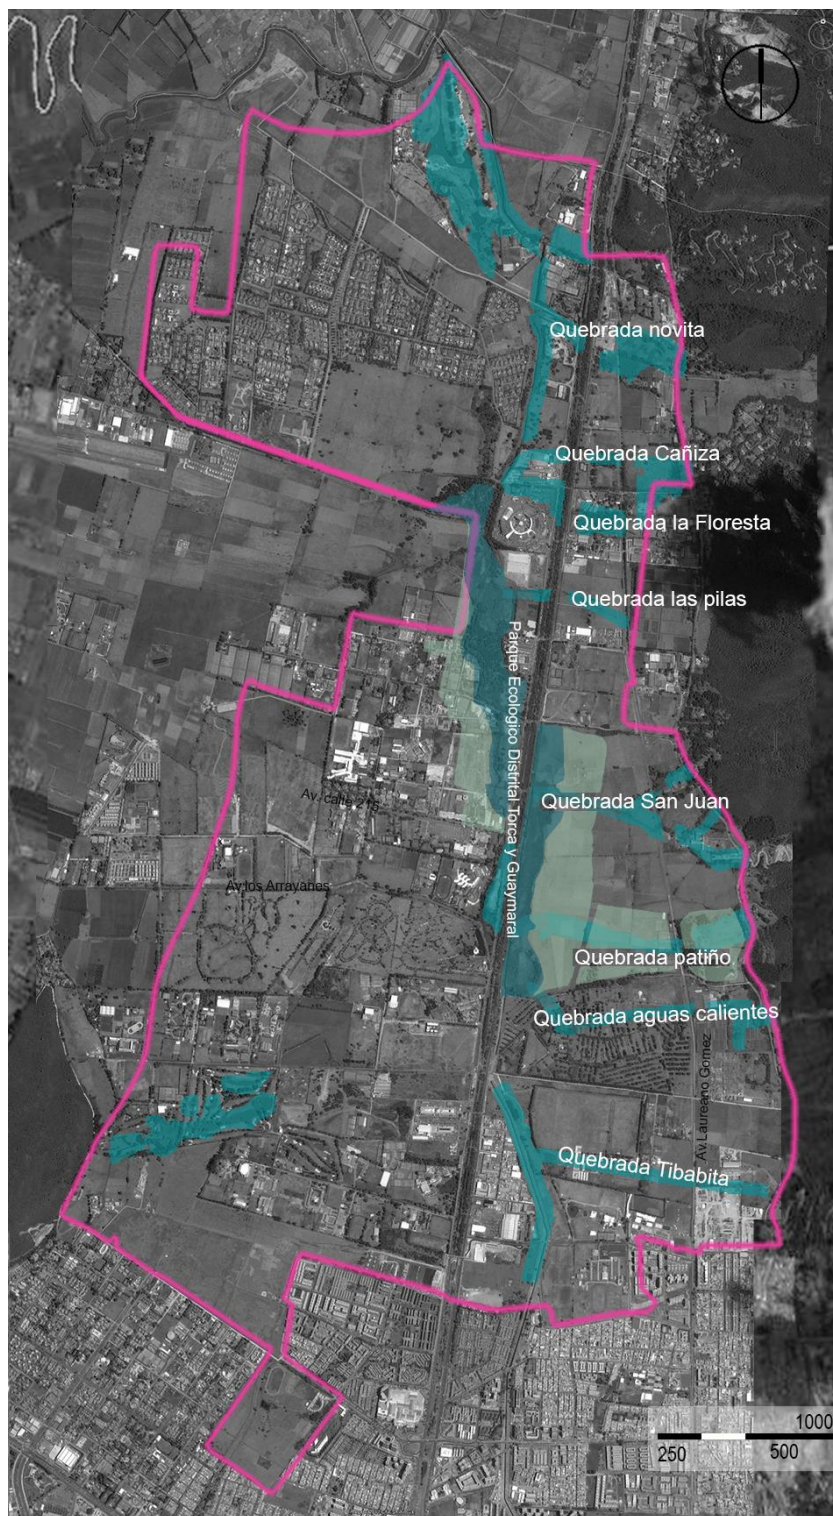 Quebrada novita
Quebrada Cañiza
Quebrada la Floresta
Quebrada las pilas
Parque Ecologico Distrital Torca y Guaymaral
Quebrada San Juan
Av. calle 215
Av.los Arrayanes
Quebrada patiño
Quebrada aguas calientes
Av.Laureano Gomez
Quebrada Tibabita
1000
250
500